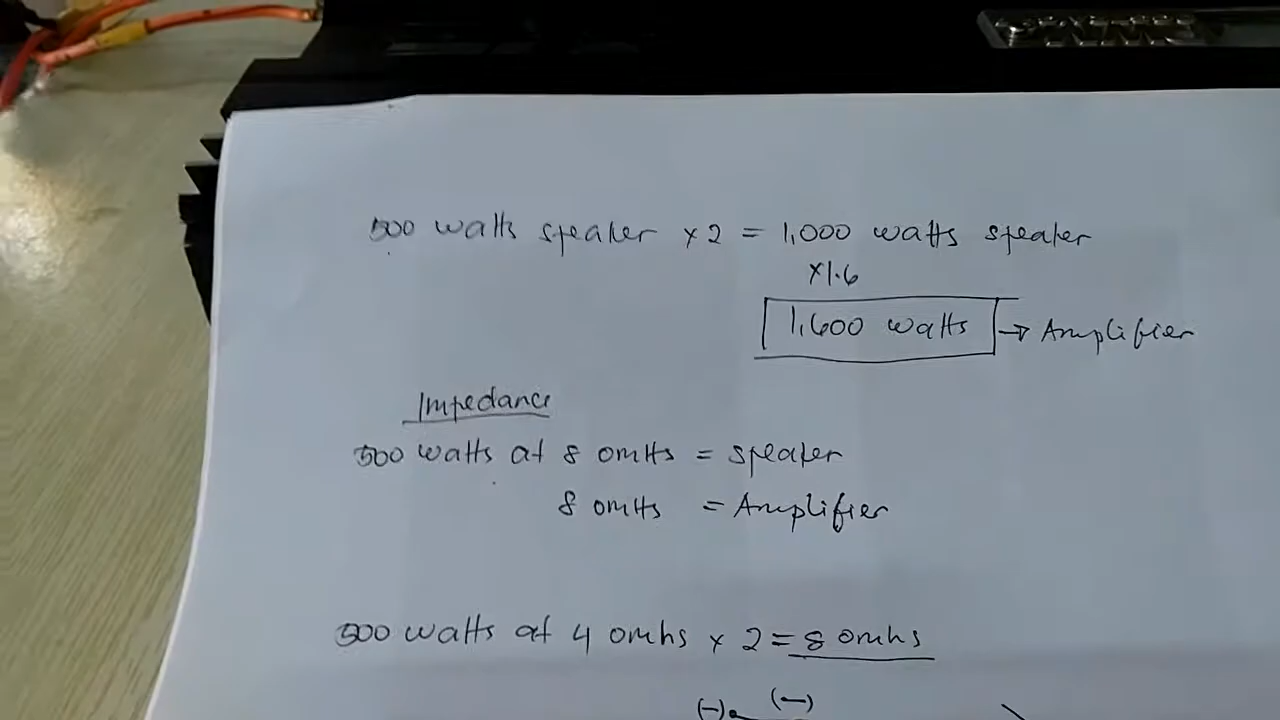 500 watts speaker x 2 = 1,000 watts speaker
x1.6
1,600 watts → Amplifier
Impedance
500 watts at 8 omHs = speaker
8 omHs = Amplifier
500 watts at 4 omhs x 2 = 8 omhs
(-) (-)